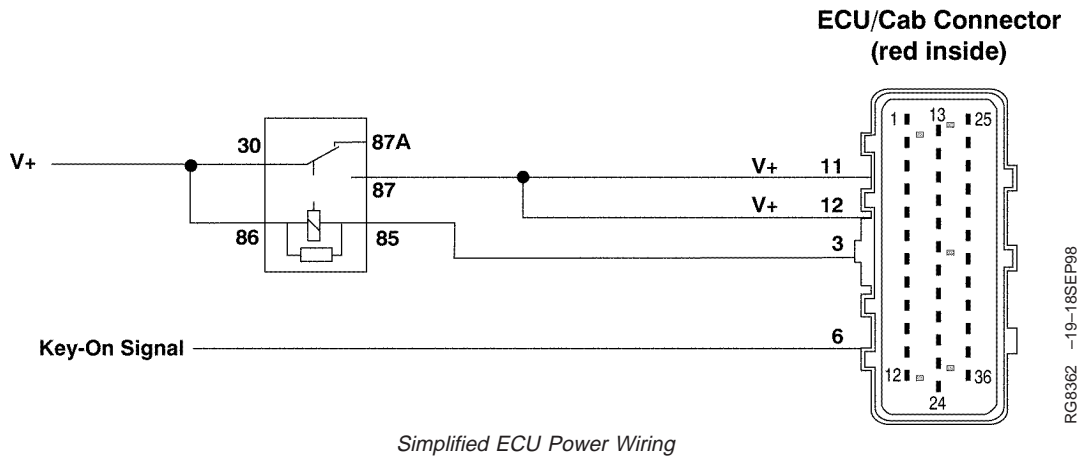 ECU/Cab Connector
(red inside)
V+
30
87A
87
86
85
V+ 11
V+ 12
3
Key-On Signal
6
1 13 25
12 24 36
RG8362 –19–18SEP98
Simplified ECU Power Wiring